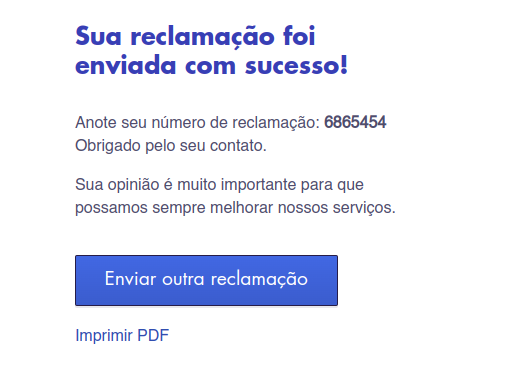 Sua reclamação foi
enviada com sucesso!
Anote seu número de reclamação: 6865454
Obrigado pelo seu contato.
Sua opinião é muito importante para que
possamos sempre melhorar nossos serviços.
Enviar outra reclamação
Imprimir PDF